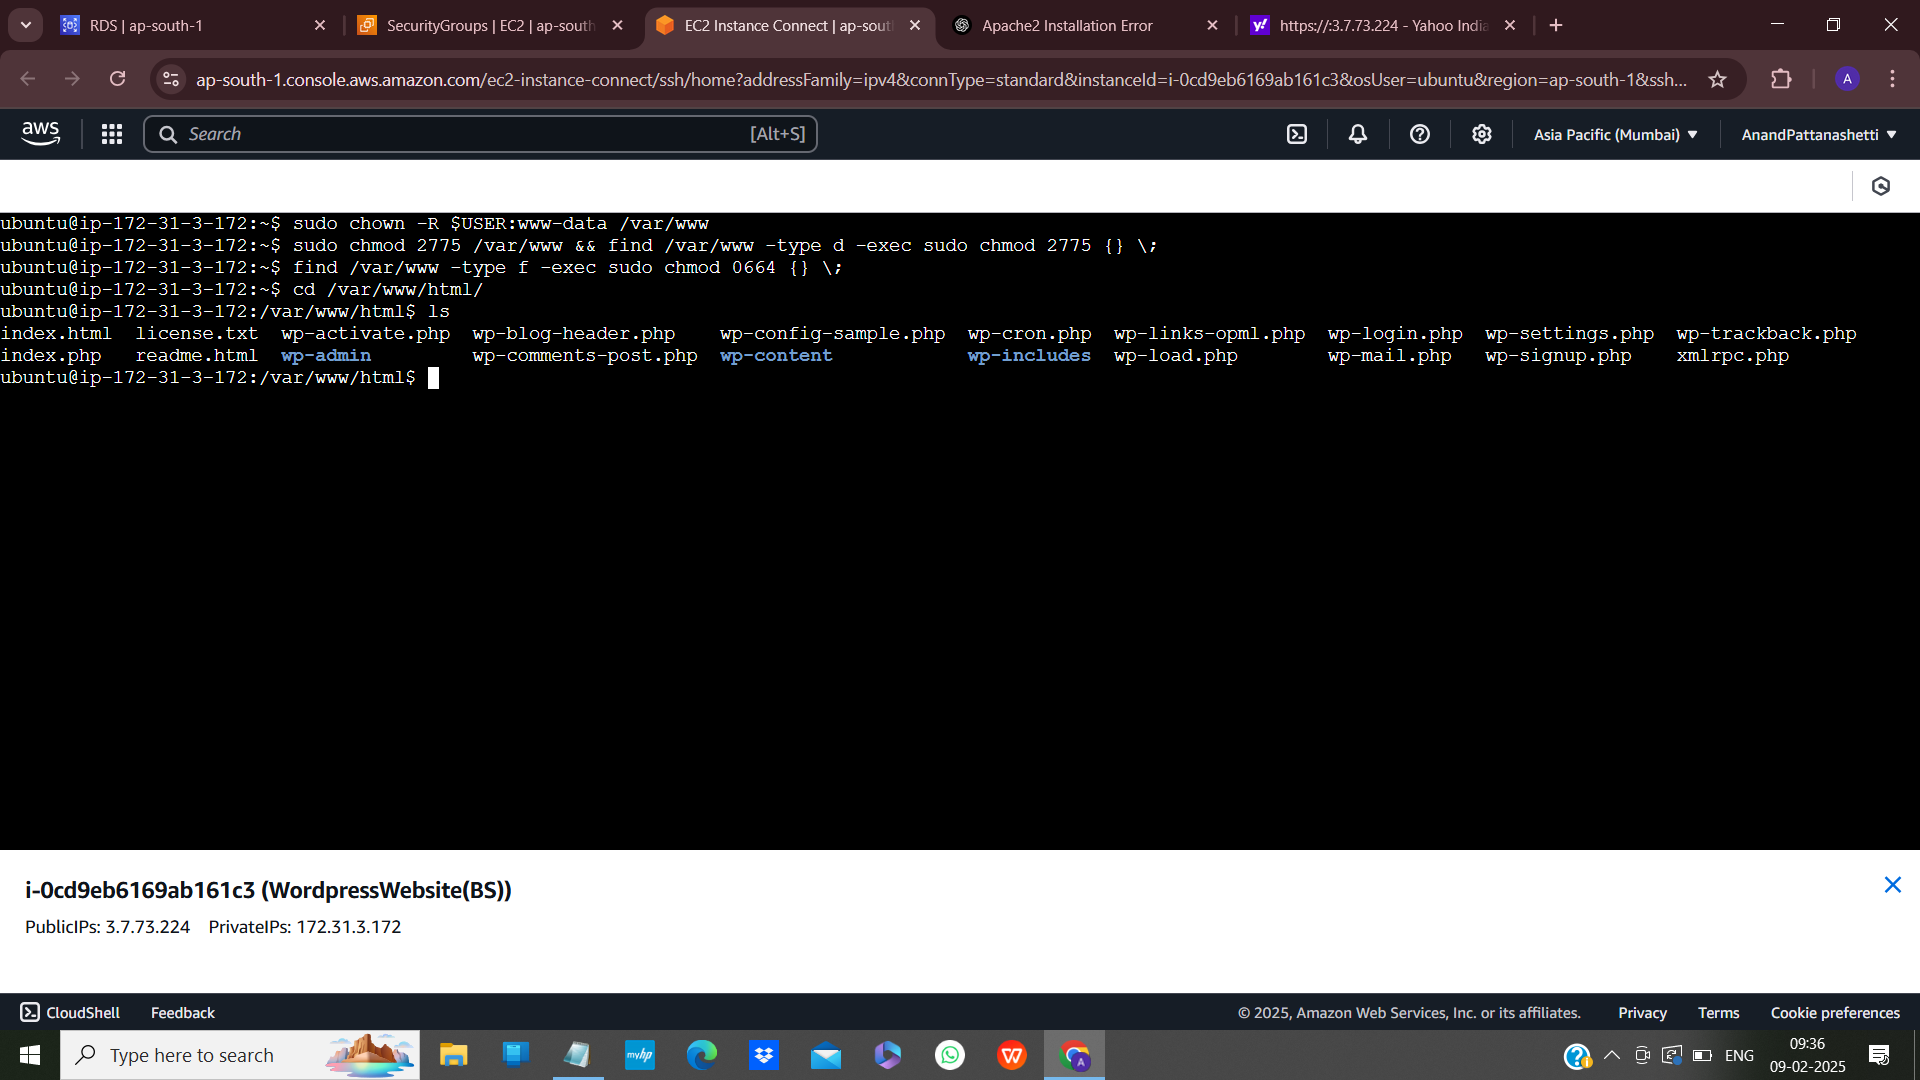 RDS | ap-south-1
SecurityGroups | EC2 | ap-south
EC2 Instance Connect | ap-sout
Apache2 Installation Error
https://:3.7.73.224 - Yahoo India
ap-south-1.console.aws.amazon.com/ec2-instance-connect/ssh/home?addressFamily=ipv4&connType=standard&instanceId=i-0cd9eb6169ab161c3&osUser=ubuntu&region=ap-south-1&ssh...
A
aws
Search
[Alt+S]
Asia Pacific (Mumbai)
AnandPattanashetti
ubuntu@ip-172-31-3-172:~$ sudo chown -R $USER:www-data /var/www
ubuntu@ip-172-31-3-172:~$ sudo chmod 2775 /var/www && find /var/www -type d -exec sudo chmod 2775 {} \;
ubuntu@ip-172-31-3-172:~$ find /var/www -type f -exec sudo chmod 0664 {} \;
ubuntu@ip-172-31-3-172:~$ cd /var/www/html/
ubuntu@ip-172-31-3-172:/var/www/html$ ls
index.html license.txt wp-activate.php wp-blog-header.php wp-config-sample.php wp-cron.php wp-links-opml.php wp-login.php wp-settings.php wp-trackback.php
index.php readme.html wp-admin wp-comments-post.php wp-content wp-includes wp-load.php wp-mail.php wp-signup.php xmlrpc.php
ubuntu@ip-172-31-3-172:/var/www/html$
i-0cd9eb6169ab161c3 (WordpressWebsite(BS))
PublicIPs: 3.7.73.224 PrivateIPs: 172.31.3.172
CloudShell
Feedback
© 2025, Amazon Web Services, Inc. or its affiliates.
Privacy
Terms
Cookie preferences
Type here to search
myhp
ENG
09:36
09-02-2025